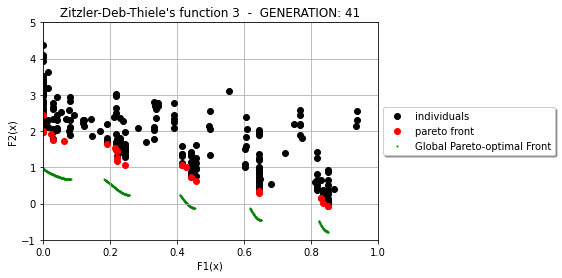 Zitzler-Deb-Thiele's function 3 - GENERATION: 41
5
4
3
2
1
0
−1
F2(x)
0.0 0.2 0.4 0.6 0.8 1.0
F1(x)
individuals
pareto front
Global Pareto-optimal Front